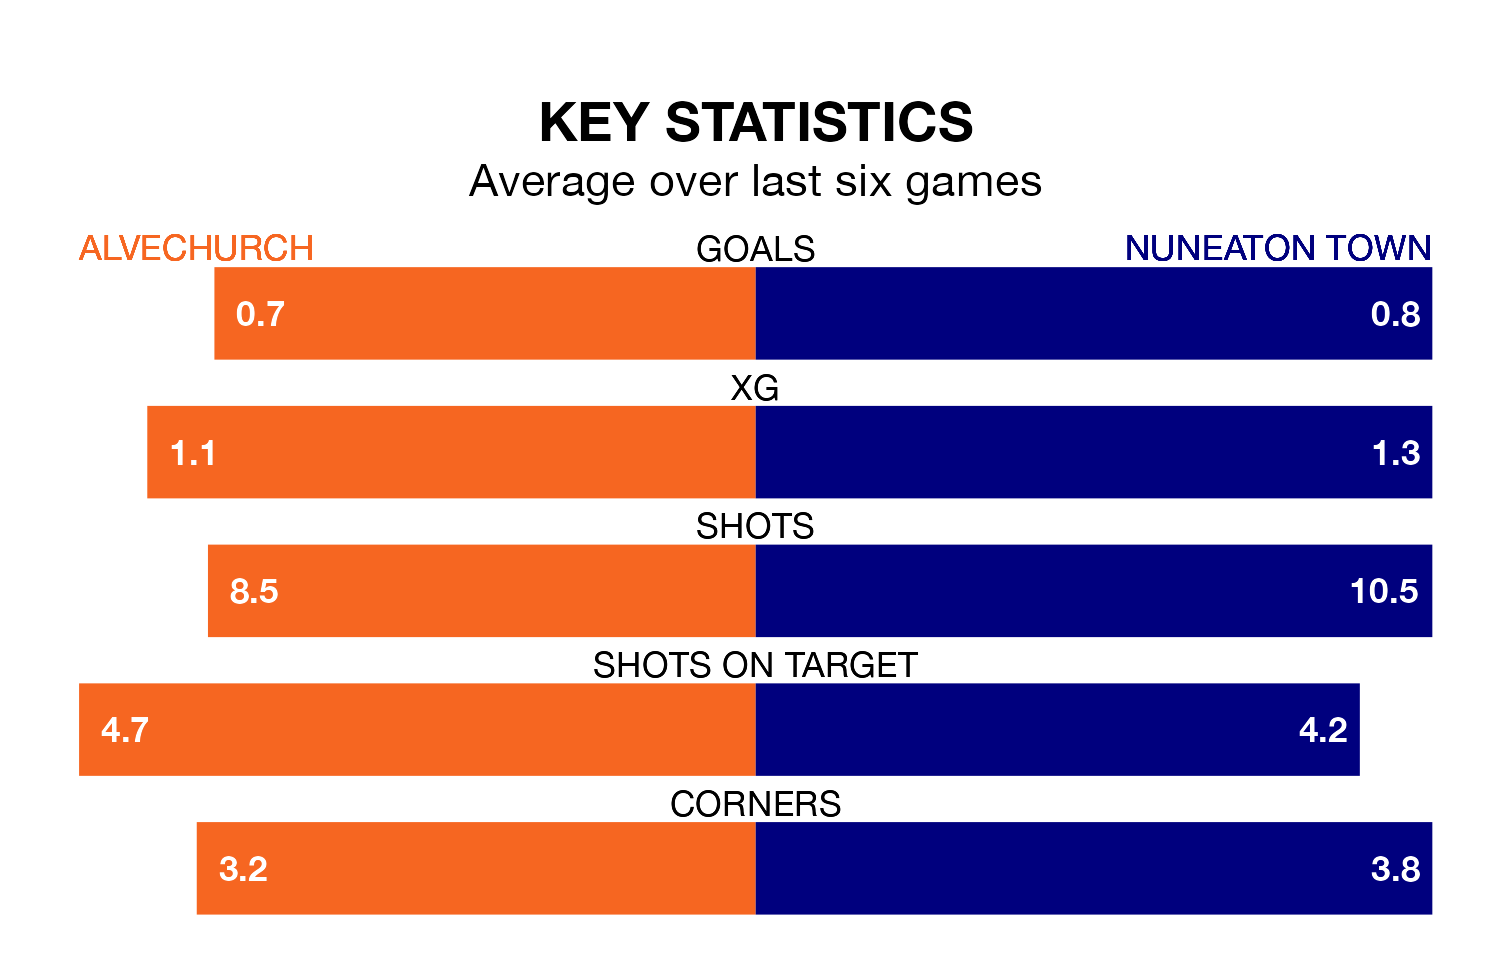 KEY STATISTICS
Average over last six games
ALVECHURCH GOALS NUNEATON TOWN
0.7 0.8
XG
1.1 1.3
SHOTS
8.5 10.5
SHOTS ON TARGET
4.7 4.2
CORNERS
3.2 3.8